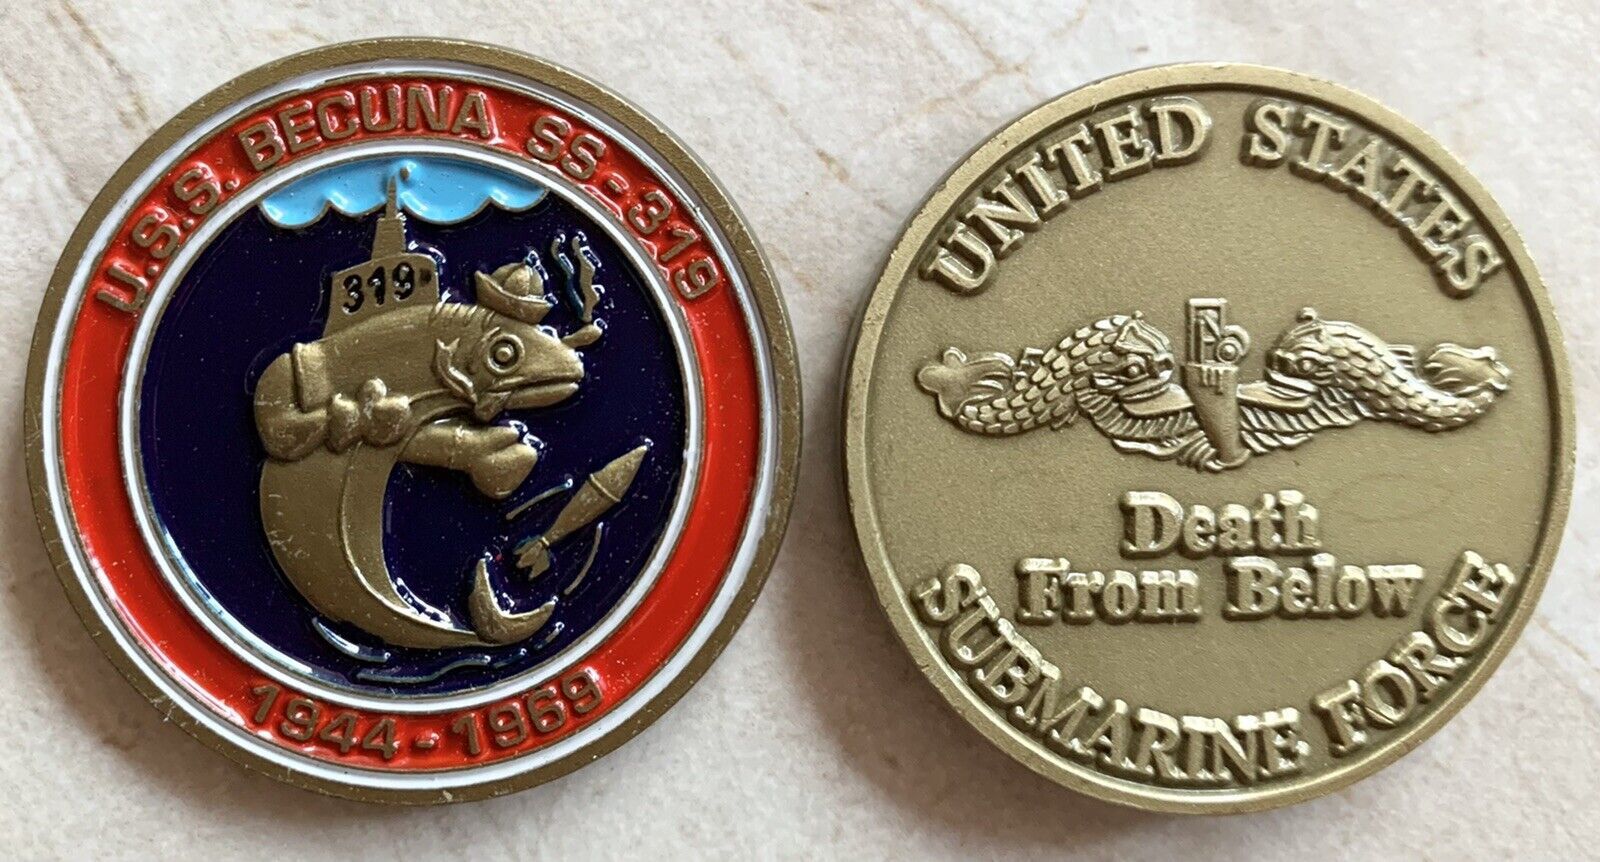 U.S.S. BECUNA SS-319
319
1944-1969
UNITED STATES
Death
From Below
SUBMARINE FORCE